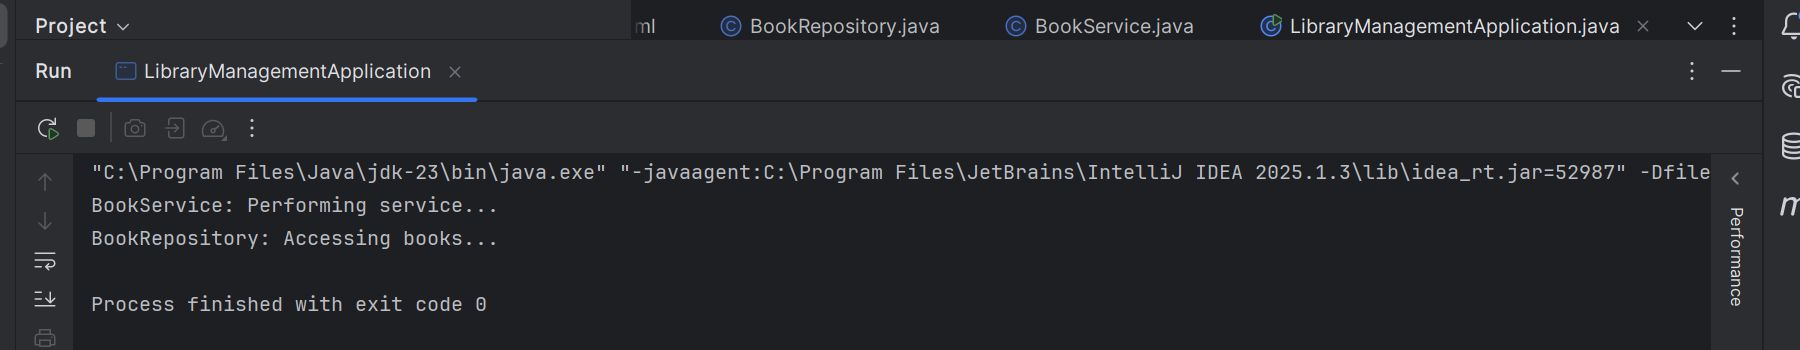 Project
ml BookRepository.java BookService.java LibraryManagementApplication.java
Run LibraryManagementApplication
"C:\Program Files\Java\jdk-23\bin\java.exe" "-javaagent:C:\Program Files\JetBrains\IntelliJ IDEA 2025.1.3\lib\idea_rt.jar=52987" -Dfile
BookService: Performing service...
BookRepository: Accessing books...
Process finished with exit code 0
Performance
m